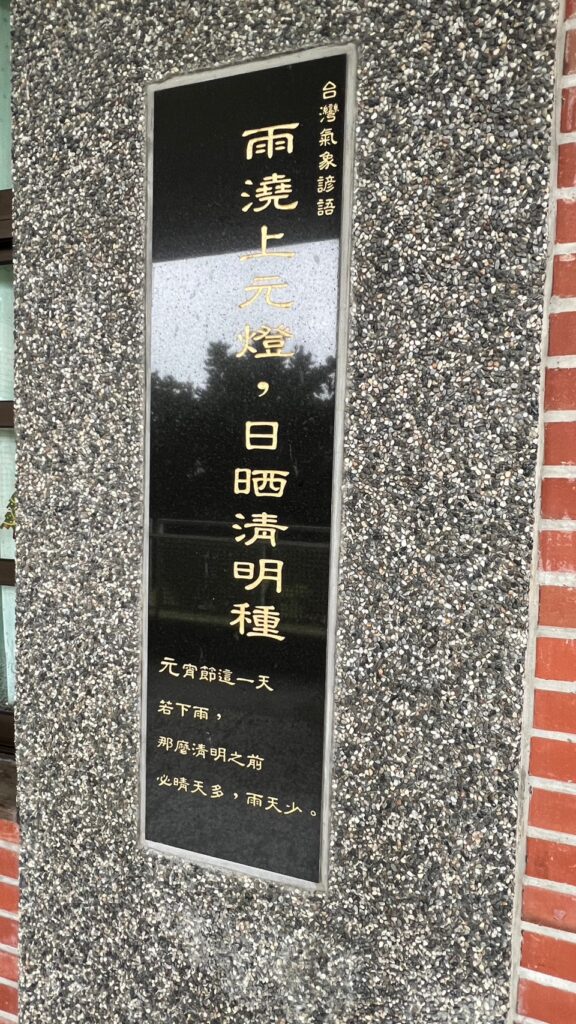 台灣氣象諺語
雨澆上元燈，日晒清明種
元宵節這一天
若下雨，
那麼清明之前
必晴天多，雨天少。